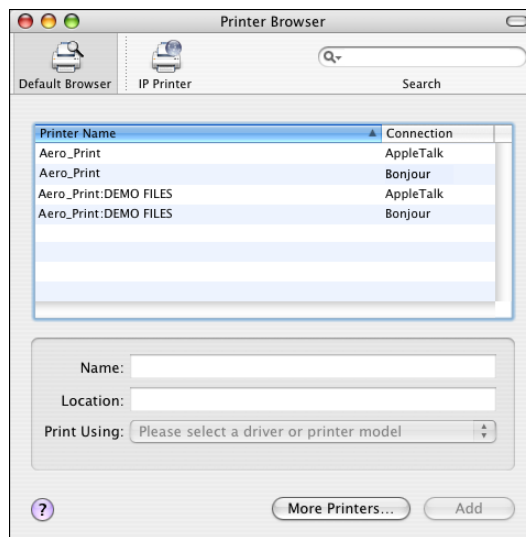 Printer Browser
Default Browser IP Printer Search
Printer Name Connection
Aero_Print AppleTalk
Aero_Print Bonjour
Aero_Print:DEMO FILES AppleTalk
Aero_Print:DEMO FILES Bonjour
Name:
Location:
Print Using: Please select a driver or printer model
? More Printers... Add